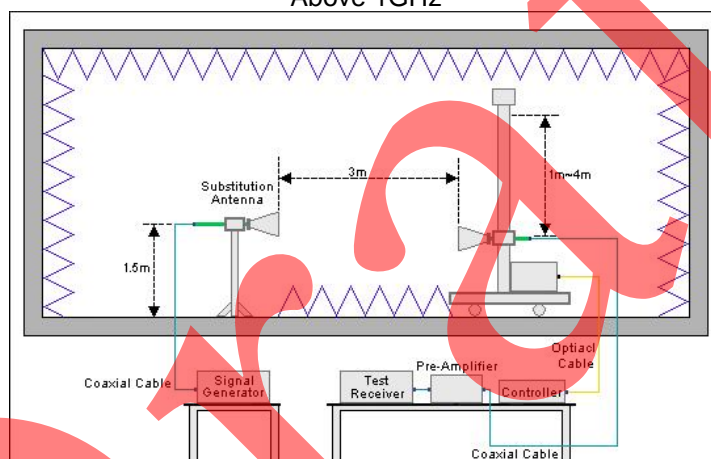 Above 1GHz
3m
1m~4m
Substitution
Antenna
1.5m
Optiacl
Cable
Pre-Amplifier
Coaxial Cable
Signal
Generator
Test
Receiver
Controller
Coaxial Cable